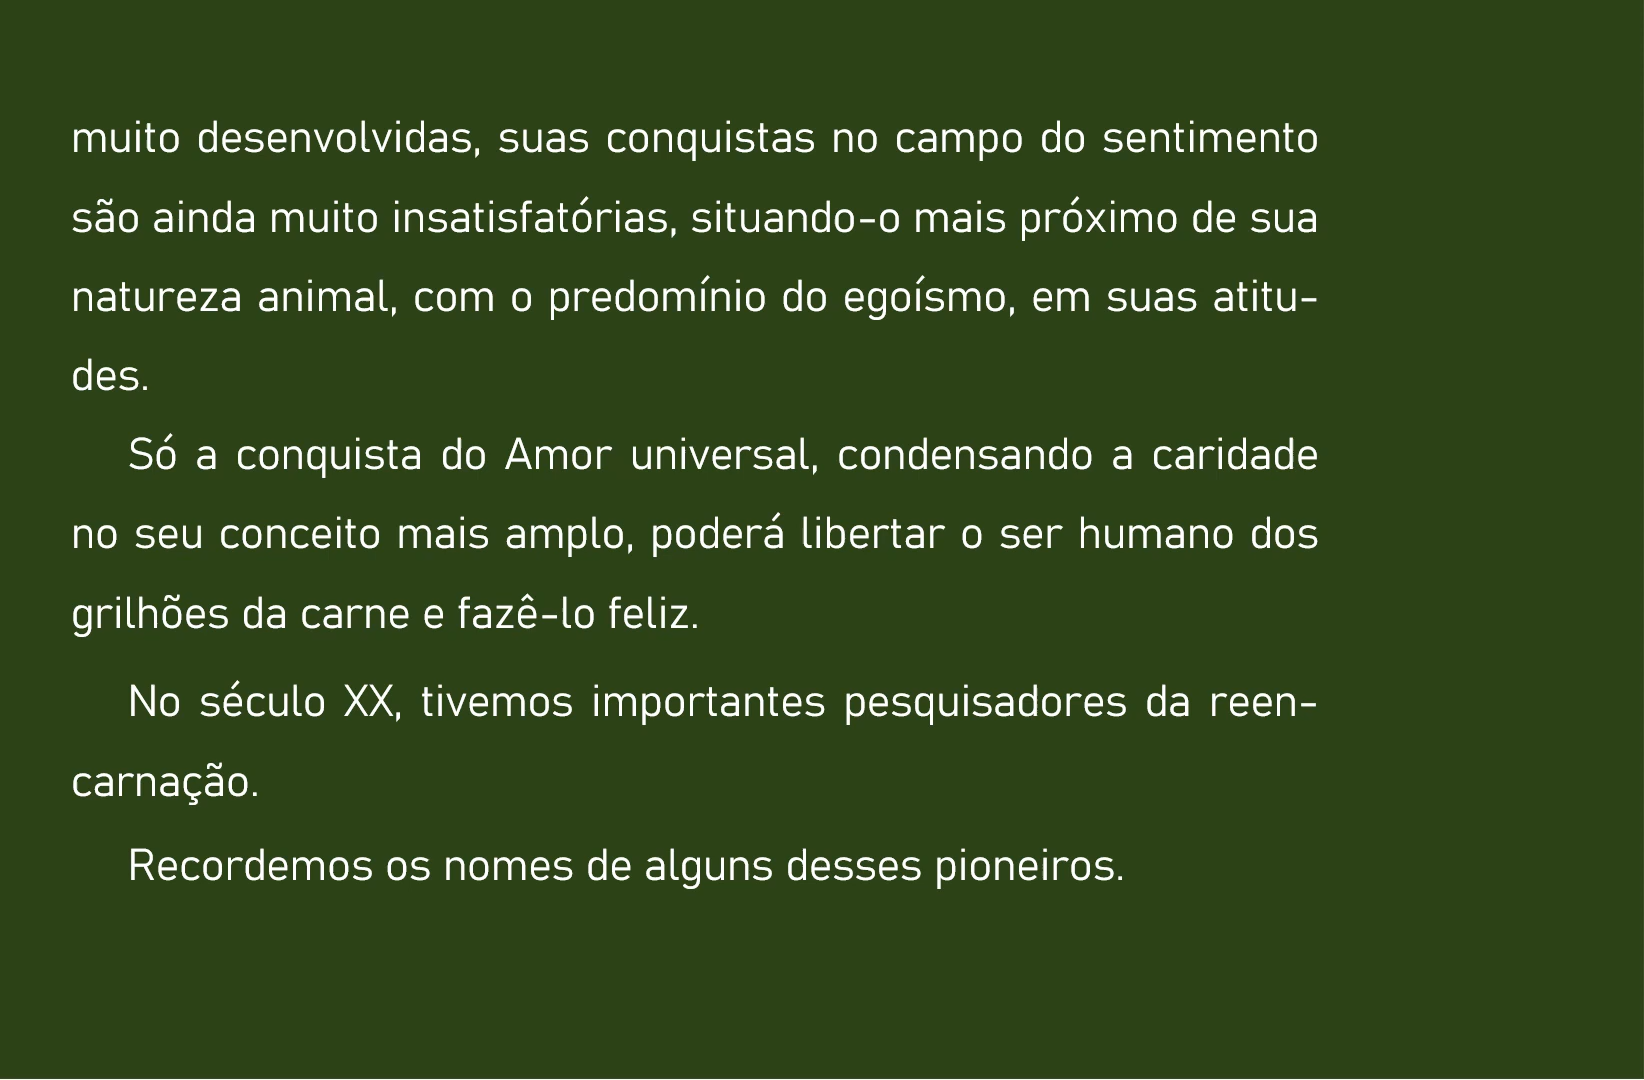 muito desenvolvidas, suas conquistas no campo do sentimento
são ainda muito insatisfatórias, situando-o mais próximo de sua
natureza animal, com o predomínio do egoísmo, em suas atitu-
des.
Só a conquista do Amor universal, condensando a caridade
no seu conceito mais amplo, poderá libertar o ser humano dos
grilhões da carne e fazê-lo feliz.
No século XX, tivemos importantes pesquisadores da reen-
carnação.
Recordemos os nomes de alguns desses pioneiros.